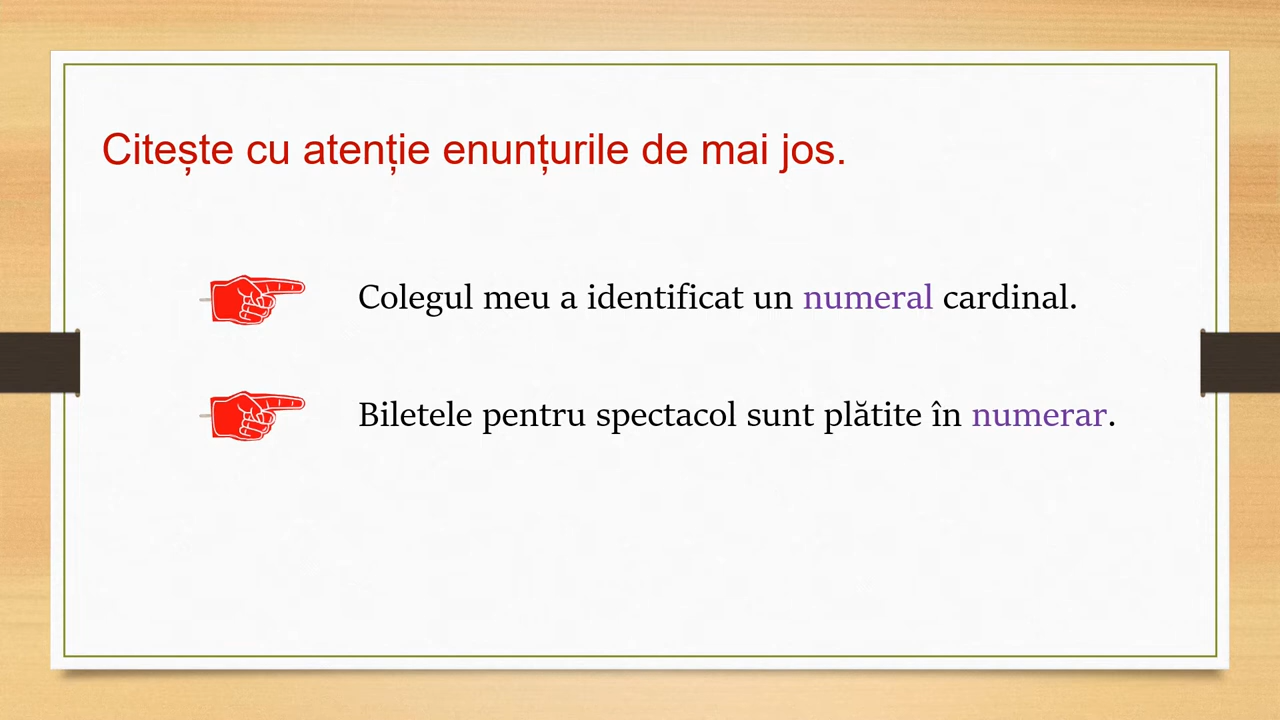 Citește cu atenție enunțurile de mai jos.
Colegul meu a identificat un numeral cardinal.
Biletele pentru spectacol sunt plătite în numerar.